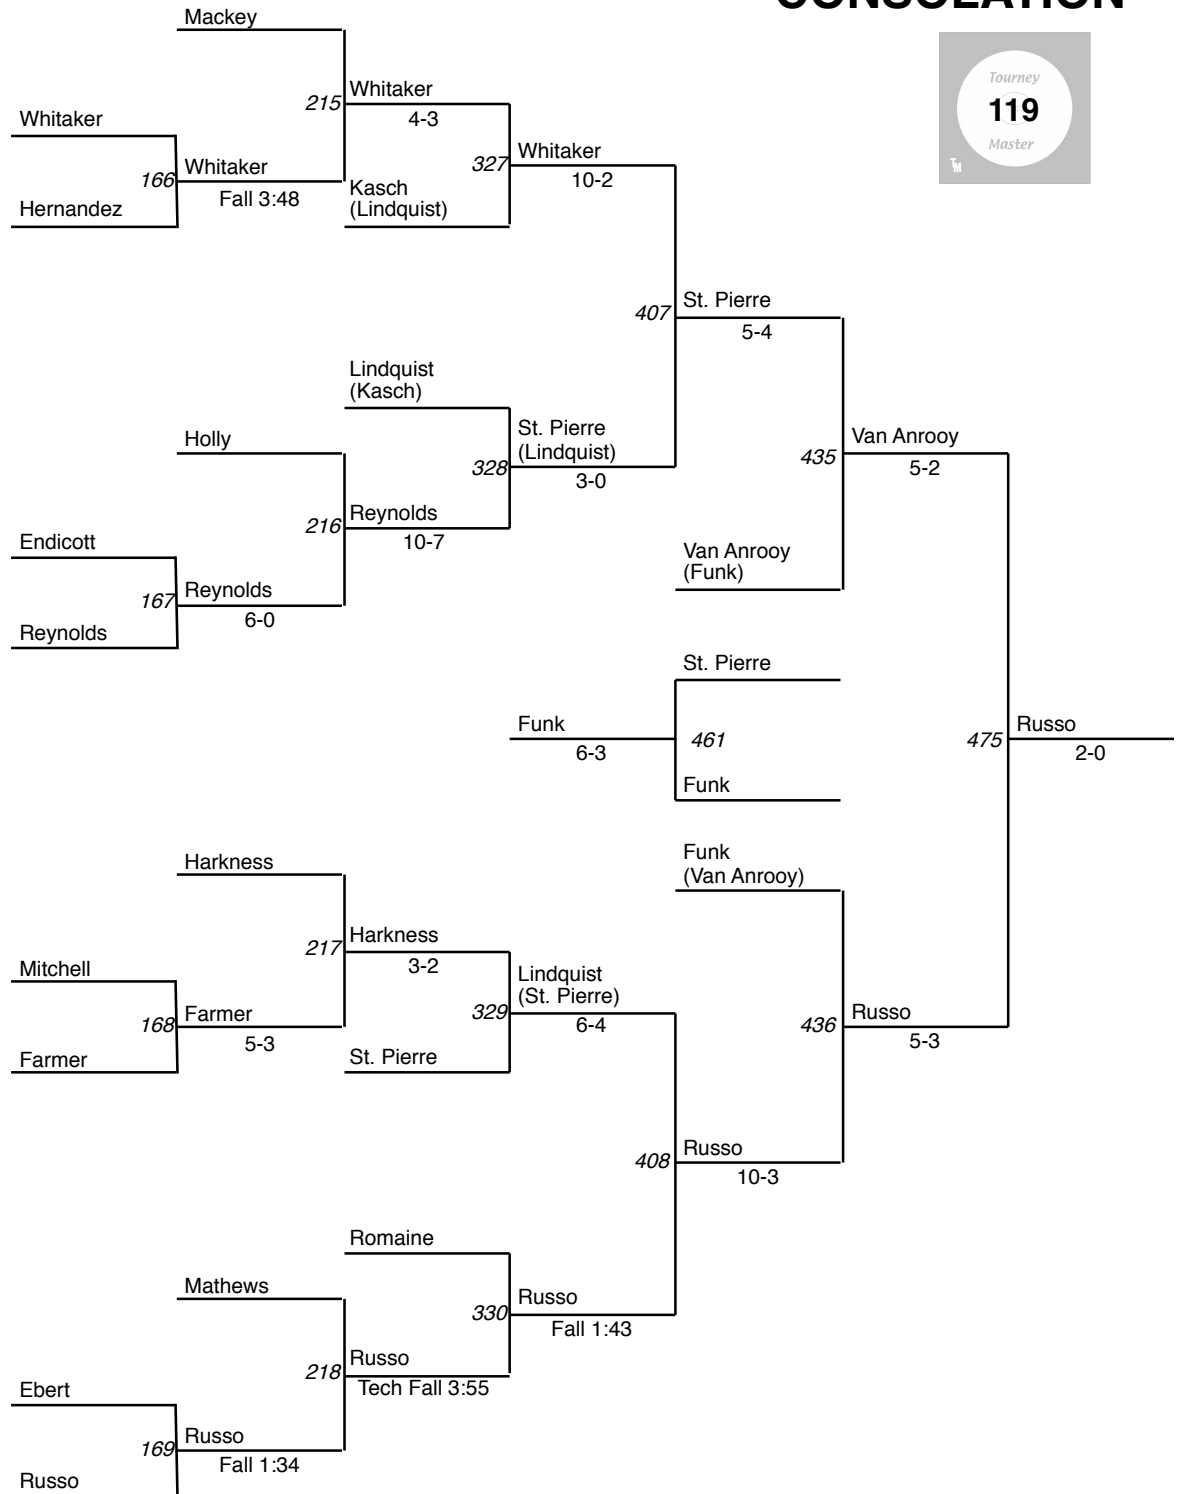 CONSOLATION
Mackey
Tourney
119
Master
TM
215
Whitaker
4-3
Whitaker
166
Whitaker
Fall 3:48
Hernandez
327
Whitaker
10-2
Kasch
(Lindquist)
407
St. Pierre
5-4
Lindquist
(Kasch)
Holly
328
St. Pierre
(Lindquist)
3-0
435
Van Anrooy
5-2
216
Reynolds
10-7
Endicott
167
Reynolds
6-0
Reynolds
Van Anrooy
(Funk)
St. Pierre
Funk
6-3
461
Funk
475
Russo
2-0
Funk
(Van Anrooy)
Harkness
217
Harkness
3-2
Mitchell
168
Farmer
5-3
Farmer
329
Lindquist
(St. Pierre)
6-4
St. Pierre
436
Russo
5-3
408
Russo
10-3
Romaine
Mathews
330
Russo
Fall 1:43
218
Russo
Tech Fall 3:55
Ebert
169
Russo
Fall 1:34
Russo